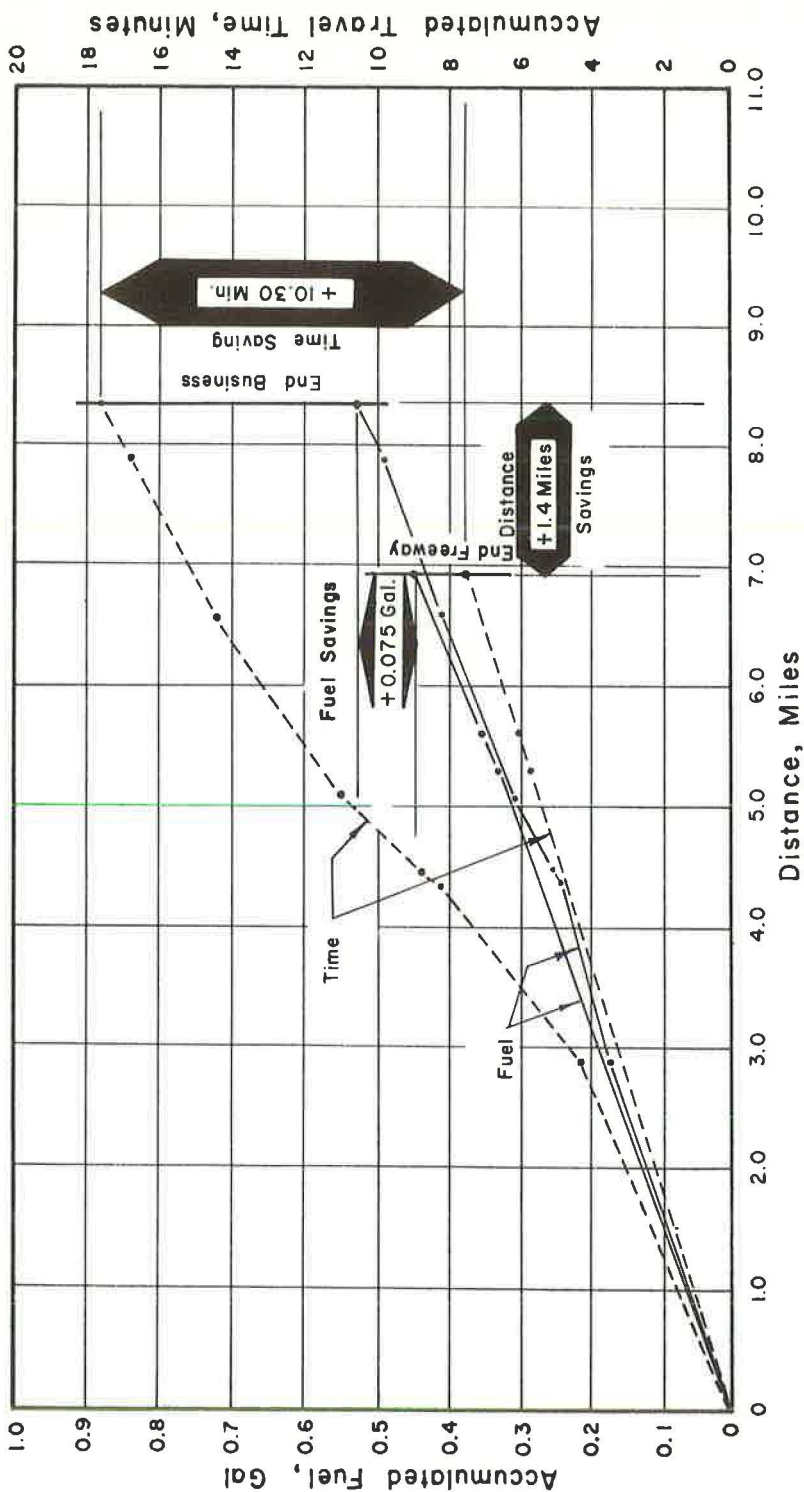 Accumulated Fuel, Gal
1.0
0.9
0.8
0.7
0.6
0.5
0.4
0.3
0.2
0.1
0
Accumulated Travel Time, Minutes
20
18
16
14
12
10
8
6
4
2
0
0
1.0
2.0
3.0
4.0
5.0
6.0
7.0
8.0
9.0
10.0
11.0
Distance, Miles
Time
Fuel
Fuel Savings
+0.075 Gal.
End Freeway
Distance
+1.4 Miles
Savings
End Business
Time Saving
+10.30 Min.